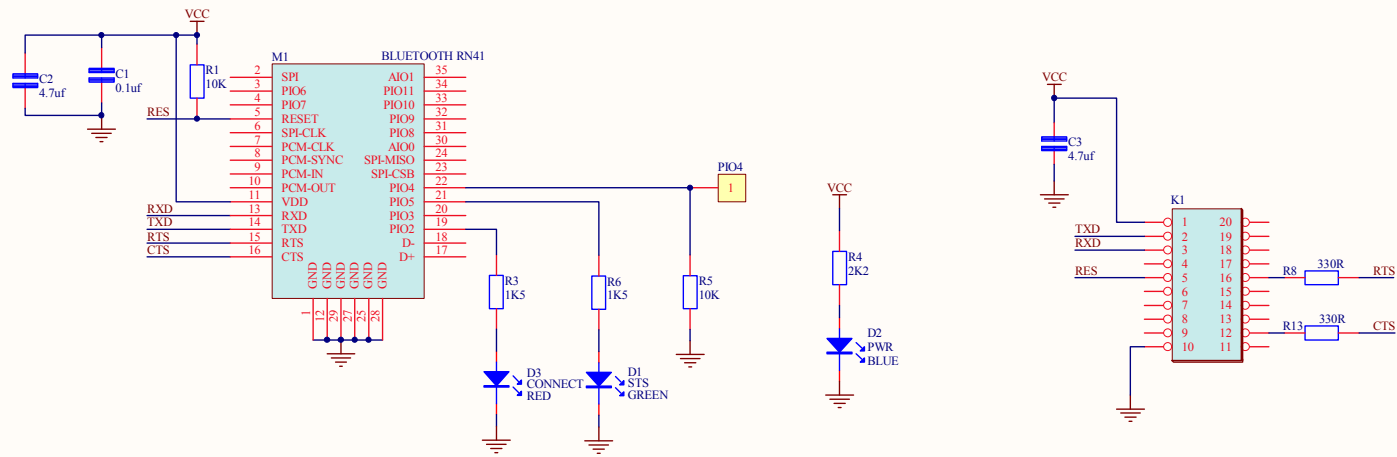 VCC
C2
4.7uf
C1
0.1uf
R1
10K
RES
M1
BLUETOOTH RN41
2 SPI AIO1 35
3 PIO6 PIO11 34
4 PIO7 PIO10 33
5 RESET PIO9 32
6 SPI-CLK PIO8 31
7 PCM-CLK AIO0 30
8 PCM-SYNC SPI-MISO 24
9 PCM-IN SPI-CSB 23
10 PCM-OUT PIO4 22
11 VDD PIO5 21
RXD 13 RXD PIO3 20
TXD 14 TXD PIO2 19
RTS 15 RTS D- 18
CTS 16 CTS D+ 17
GND GND GND GND GND GND
1 12 29 27 25 28
R3
1K5
D3
CONNECT
RED
R6
1K5
D1
STS
GREEN
R5
10K
PIO4
1
VCC
R4
2K2
D2
PWR
BLUE
VCC
C3
4.7uf
K1
1 20
TXD 2 19
RXD 3 18
4 17
RES 5 16 R8 330R RTS
6 15
7 14
8 13
9 12 R13 330R CTS
10 11